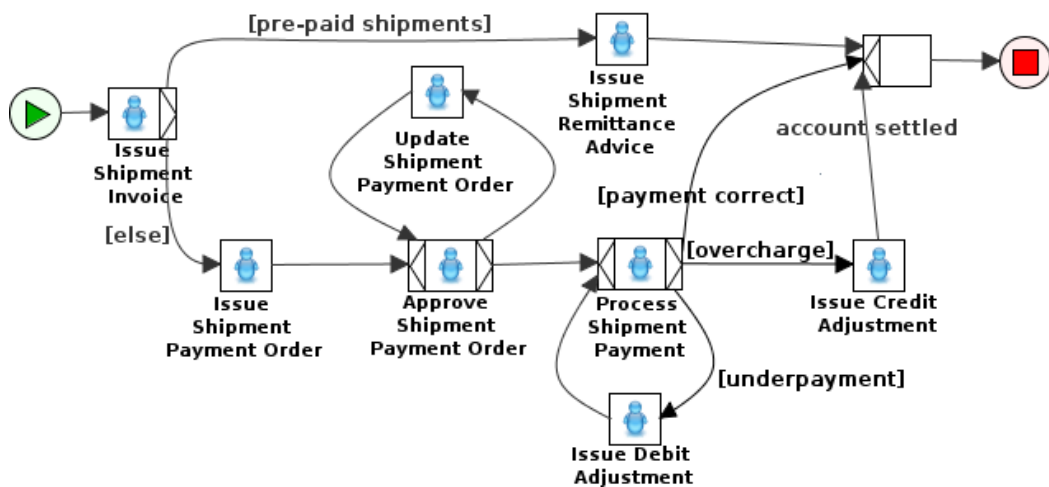 [pre-paid shipments]
Issue
Shipment
Remittance
Advice
account settled
Update
Shipment
Payment Order
Issue
Shipment
Invoice
[else]
[payment correct]
[overcharge]
Issue
Shipment
Payment Order
Approve
Shipment
Payment Order
Process
Shipment
Payment
Issue Credit
Adjustment
[underpayment]
Issue Debit
Adjustment